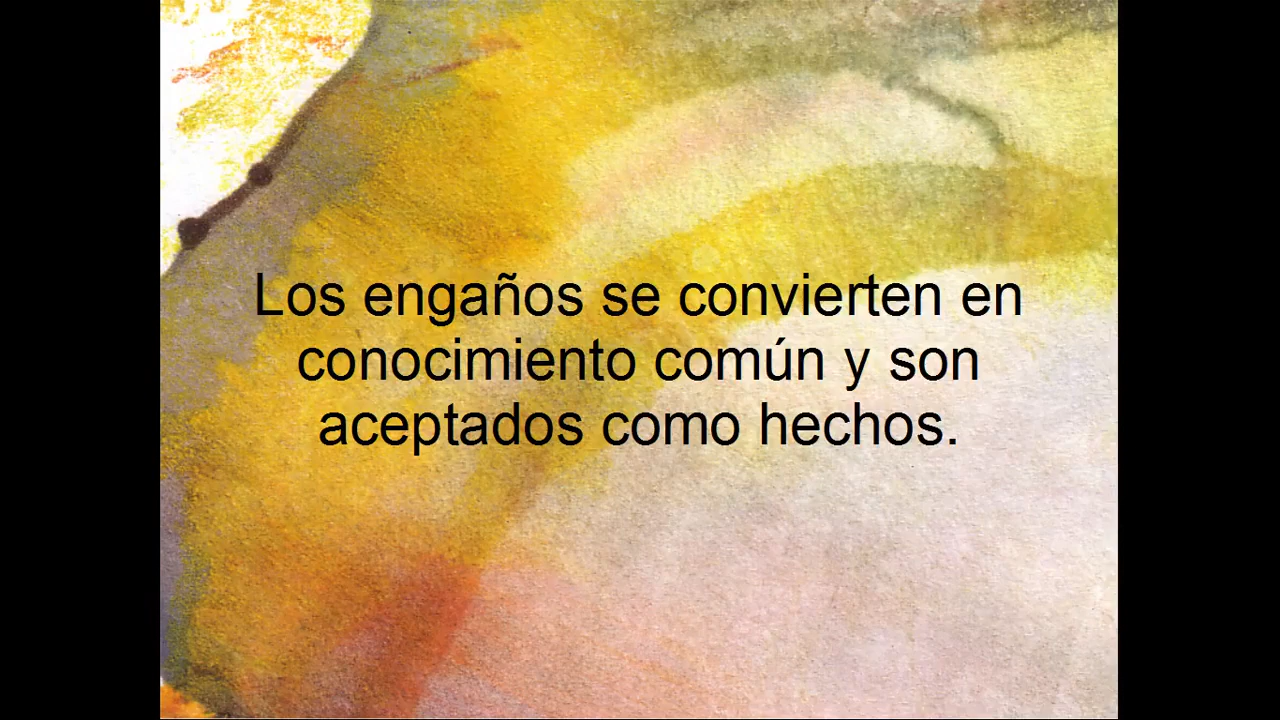 Los engaños se convierten en
conocimiento común y son
aceptados como hechos.